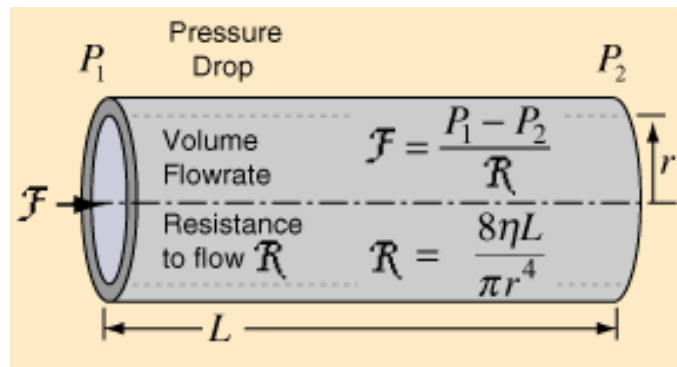 Pressure
Drop
P₁
P₂
Volume
Flowrate
ℱ = (P₁ − P₂) / ℛ
r
ℱ
Resistance
to flow ℛ
ℛ = 8ηL / πr⁴
L